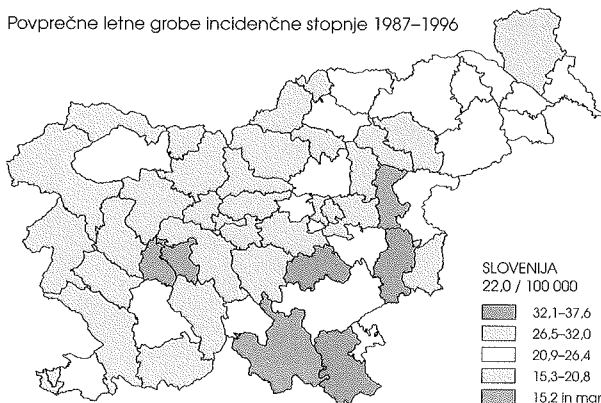 Povprečne letne grobe incidenčne stopnje 1987–1996
SLOVENIJA
22,0 / 100 000
32,1–37,6
26,5–32,0
20,9–26,4
15,3–20,8
15,2 in manj